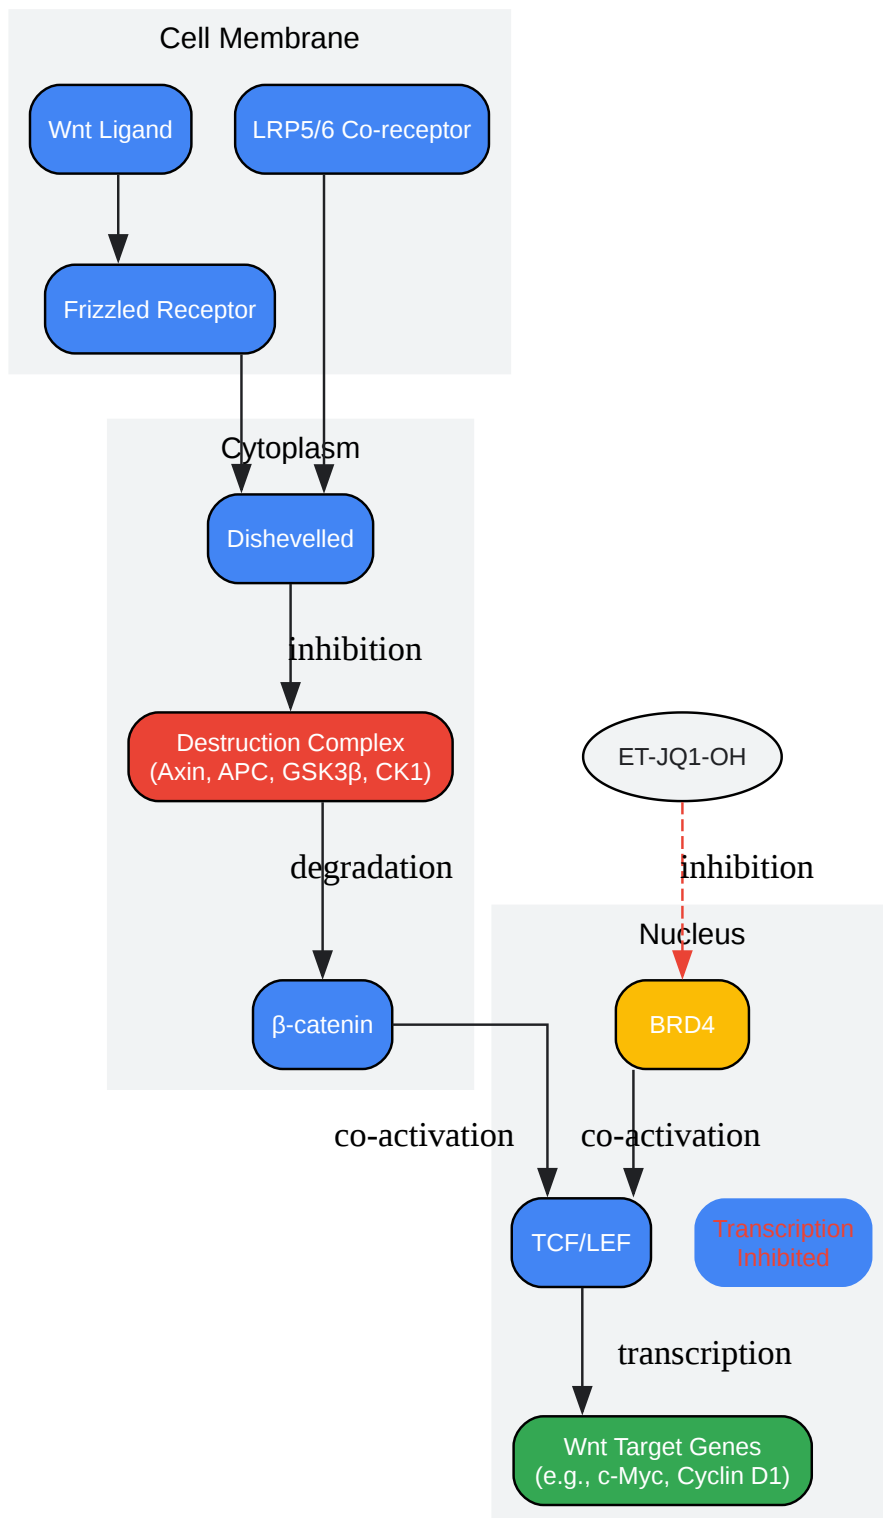 Cell Membrane
Wnt Ligand
LRP5/6 Co-receptor
Frizzled Receptor
Cytoplasm
Dishevelled
inhibition
Destruction Complex
(Axin, APC, GSK3β, CK1)
ET-JQ1-OH
degradation
inhibition
Nucleus
β-catenin
BRD4
co-activation
co-activation
TCF/LEF
Transcription
Inhibited
transcription
Wnt Target Genes
(e.g., c-Myc, Cyclin D1)